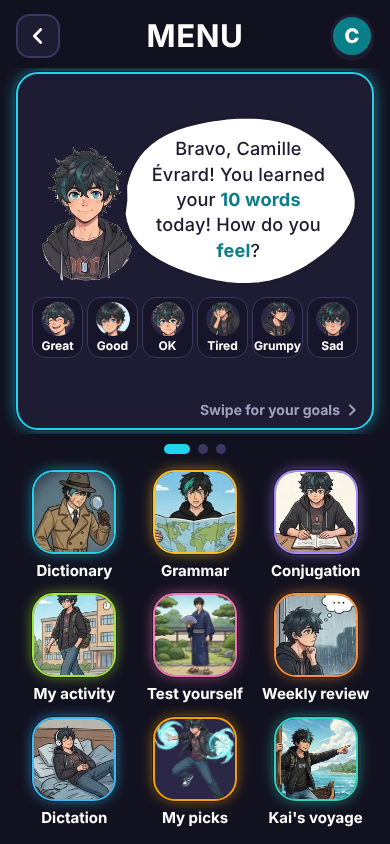 MENU
C
Bravo, Camille
Évrard! You learned
your 10 words
today! How do you
feel?
Great
Good
OK
Tired
Grumpy
Sad
Swipe for your goals
Dictionary
Grammar
Conjugation
My activity
Test yourself
Weekly review
Dictation
My picks
Kai's voyage